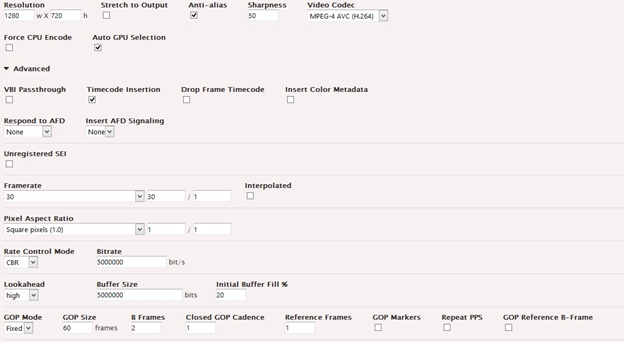 Resolution Stretch to Output Anti-alias Sharpness Video Codec
1280 w X 720 h 50 MPEG-4 AVC (H.264)
Force CPU Encode Auto GPU Selection
Advanced
VBI Passthrough Timecode Insertion Drop Frame Timecode Insert Color Metadata
Respond to AFD Insert AFD Signaling
None None
Unregistered SEI
Framerate Interpolated
30 30 / 1
Pixel Aspect Ratio
Square pixels (1.0) 1 / 1
Rate Control Mode Bitrate
CBR 5000000 bit/s
Lookahead Buffer Size Initial Buffer Fill %
high 5000000 bits 20
GOP Mode GOP Size B Frames Closed GOP Cadence Reference Frames GOP Markers Repeat PPS GOP Reference B-Frame
Fixed 60 frames 2 1 1